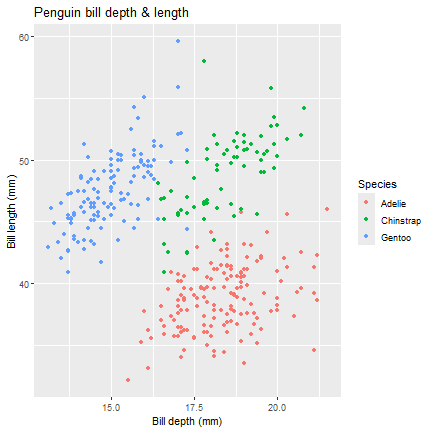 Penguin bill depth & length
60
50
40
Bill length (mm)
15.0
17.5
20.0
Bill depth (mm)
Species
Adelie
Chinstrap
Gentoo